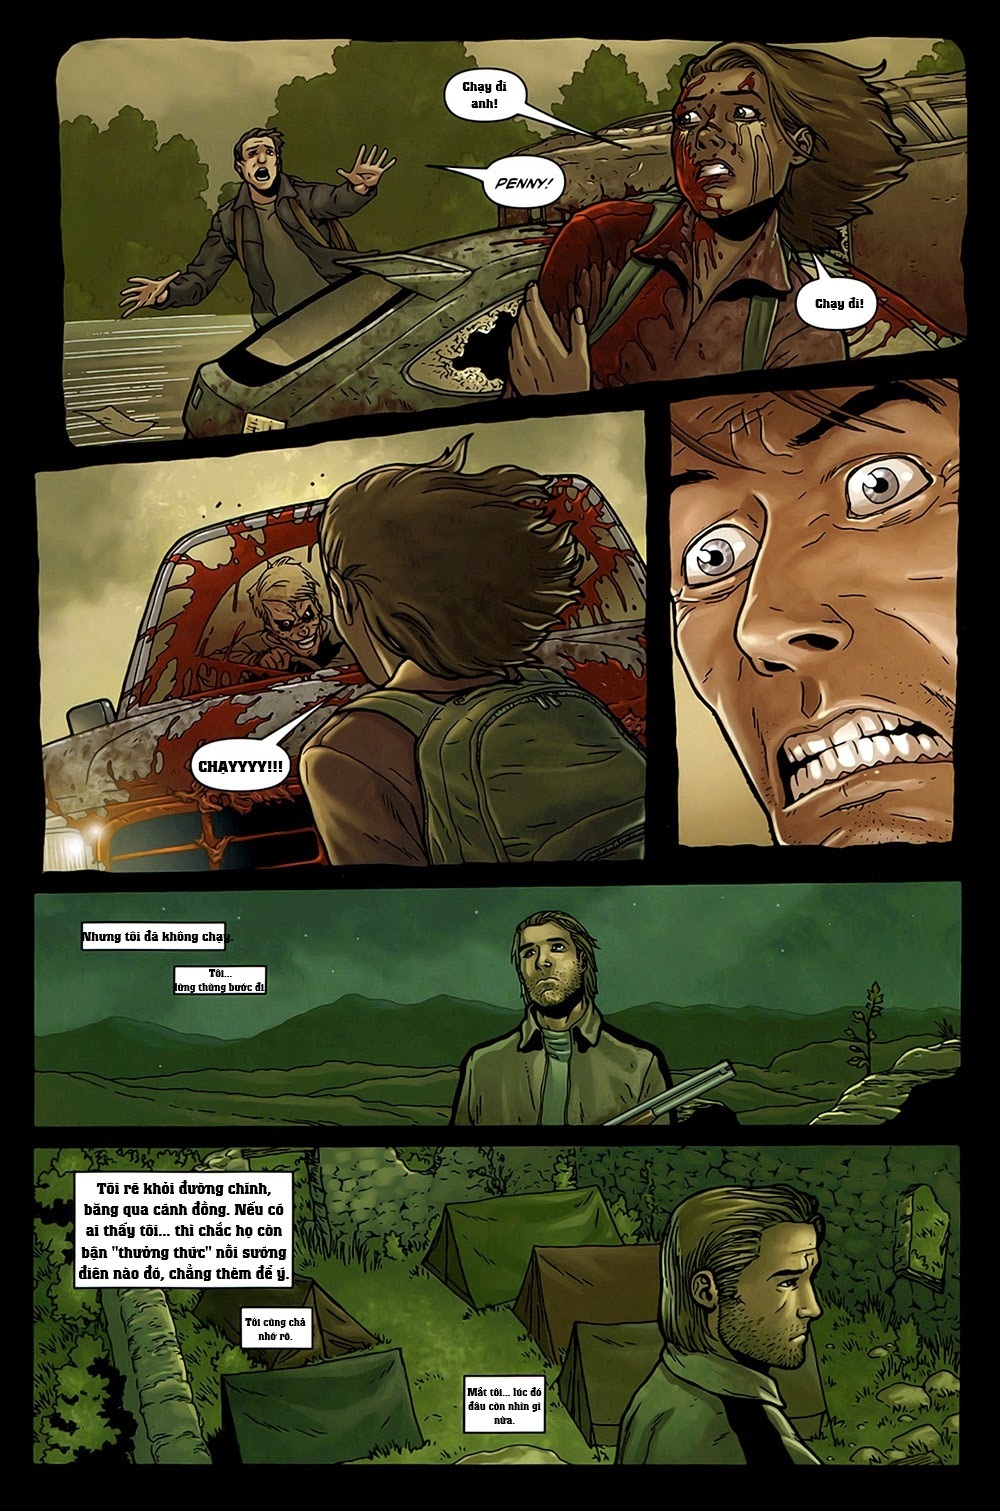 Chạy đi
anh!
PENNY!
Chạy đi!
CHẠYYYY!!!
Nhưng tôi đã không chạy.
Tôi...
lững thững bước đi
Tôi rẽ khỏi đường chính,
băng qua cánh đồng. Nếu có
ai thấy tôi... thì chắc họ còn
bận "thưởng thức" nỗi sướng
điên nào đó, chẳng thèm để ý.
Tôi cũng chả
nhớ rõ.
Mắt tôi... lúc đó
đâu còn nhìn gì
nữa.